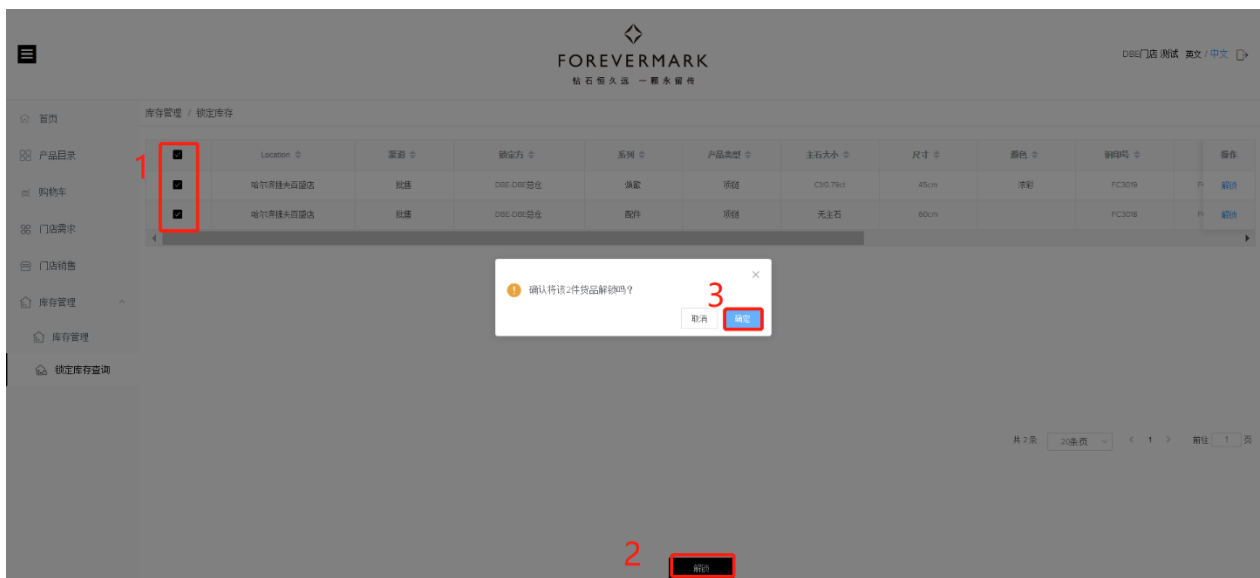 FOREVERMARK
钻石恒久远 一颗永留传
DBE门店 测试 英文 / 中文
首页
产品目录
购物车
门店需求
门店销售
库存管理
库存管理
锁定库存查询
库存管理 / 锁定库存
1
Location 渠道 锁定方 系列 产品类型 主石大小 尺寸 颜色 钢印号 操作
哈尔滨捷夫百盛店 批售 DBE-DBE总仓 项链 C1|0.79ct 45cm 浓彩 FC3019 解锁
哈尔滨捷夫百盛店 批售 DBE-DBE总仓 配件 项链 无主石 60cm FC3018 解锁
确认将该2件货品解锁吗？
3
取消 确定
共 2 条 20条/页 1 前往 1 页
2
解锁